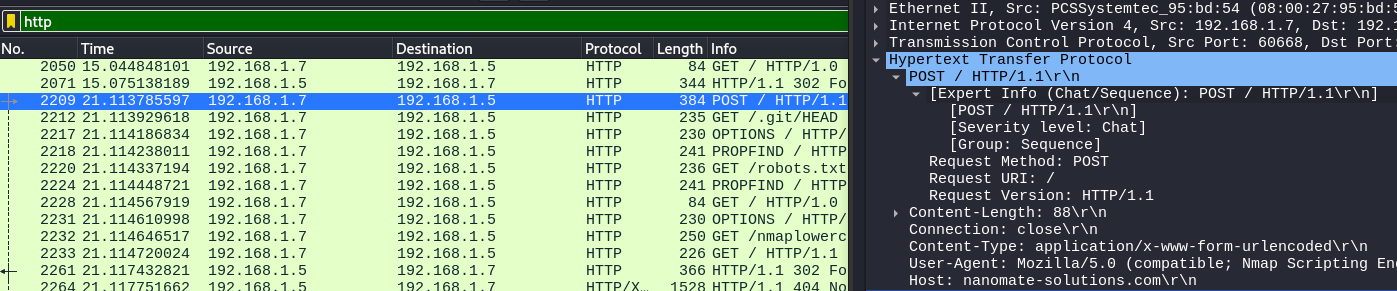 http
No. Time Source Destination Protocol Length Info
2050 15.044848101 192.168.1.7 192.168.1.5 HTTP 84 GET / HTTP/1.0
2071 15.075138189 192.168.1.5 192.168.1.7 HTTP 344 HTTP/1.1 302 Fo
2209 21.113785597 192.168.1.7 192.168.1.5 HTTP 384 POST / HTTP/1.1
2212 21.113929618 192.168.1.7 192.168.1.5 HTTP 235 GET /.git/HEAD
2217 21.114186834 192.168.1.7 192.168.1.5 HTTP 230 OPTIONS / HTTP/
2218 21.114238011 192.168.1.7 192.168.1.5 HTTP 241 PROPFIND / HTTP
2220 21.114337194 192.168.1.7 192.168.1.5 HTTP 236 GET /robots.txt
2224 21.114448721 192.168.1.7 192.168.1.5 HTTP 241 PROPFIND / HTTP
2228 21.114567919 192.168.1.7 192.168.1.5 HTTP 84 GET / HTTP/1.0
2231 21.114610998 192.168.1.7 192.168.1.5 HTTP 230 OPTIONS / HTTP/
2232 21.114646517 192.168.1.7 192.168.1.5 HTTP 250 GET /nmaplowerc
2233 21.114720024 192.168.1.7 192.168.1.5 HTTP 226 GET / HTTP/1.1
2261 21.117432821 192.168.1.5 192.168.1.7 HTTP 366 HTTP/1.1 302 Fo
2264 21.117751662 192.168.1.5 192.168.1.7 HTTP/X… 1528 HTTP/1.1 404 No
Ethernet II, Src: PCSSystemtec_95:bd:54 (08:00:27:95:bd:5
Internet Protocol Version 4, Src: 192.168.1.7, Dst: 192.1
Transmission Control Protocol, Src Port: 60668, Dst Port:
Hypertext Transfer Protocol
POST / HTTP/1.1\r\n
[Expert Info (Chat/Sequence): POST / HTTP/1.1\r\n]
[POST / HTTP/1.1\r\n]
[Severity level: Chat]
[Group: Sequence]
Request Method: POST
Request URI: /
Request Version: HTTP/1.1
Content-Length: 88\r\n
Connection: close\r\n
Content-Type: application/x-www-form-urlencoded\r\n
User-Agent: Mozilla/5.0 (compatible; Nmap Scripting En
Host: nanomate-solutions.com\r\n